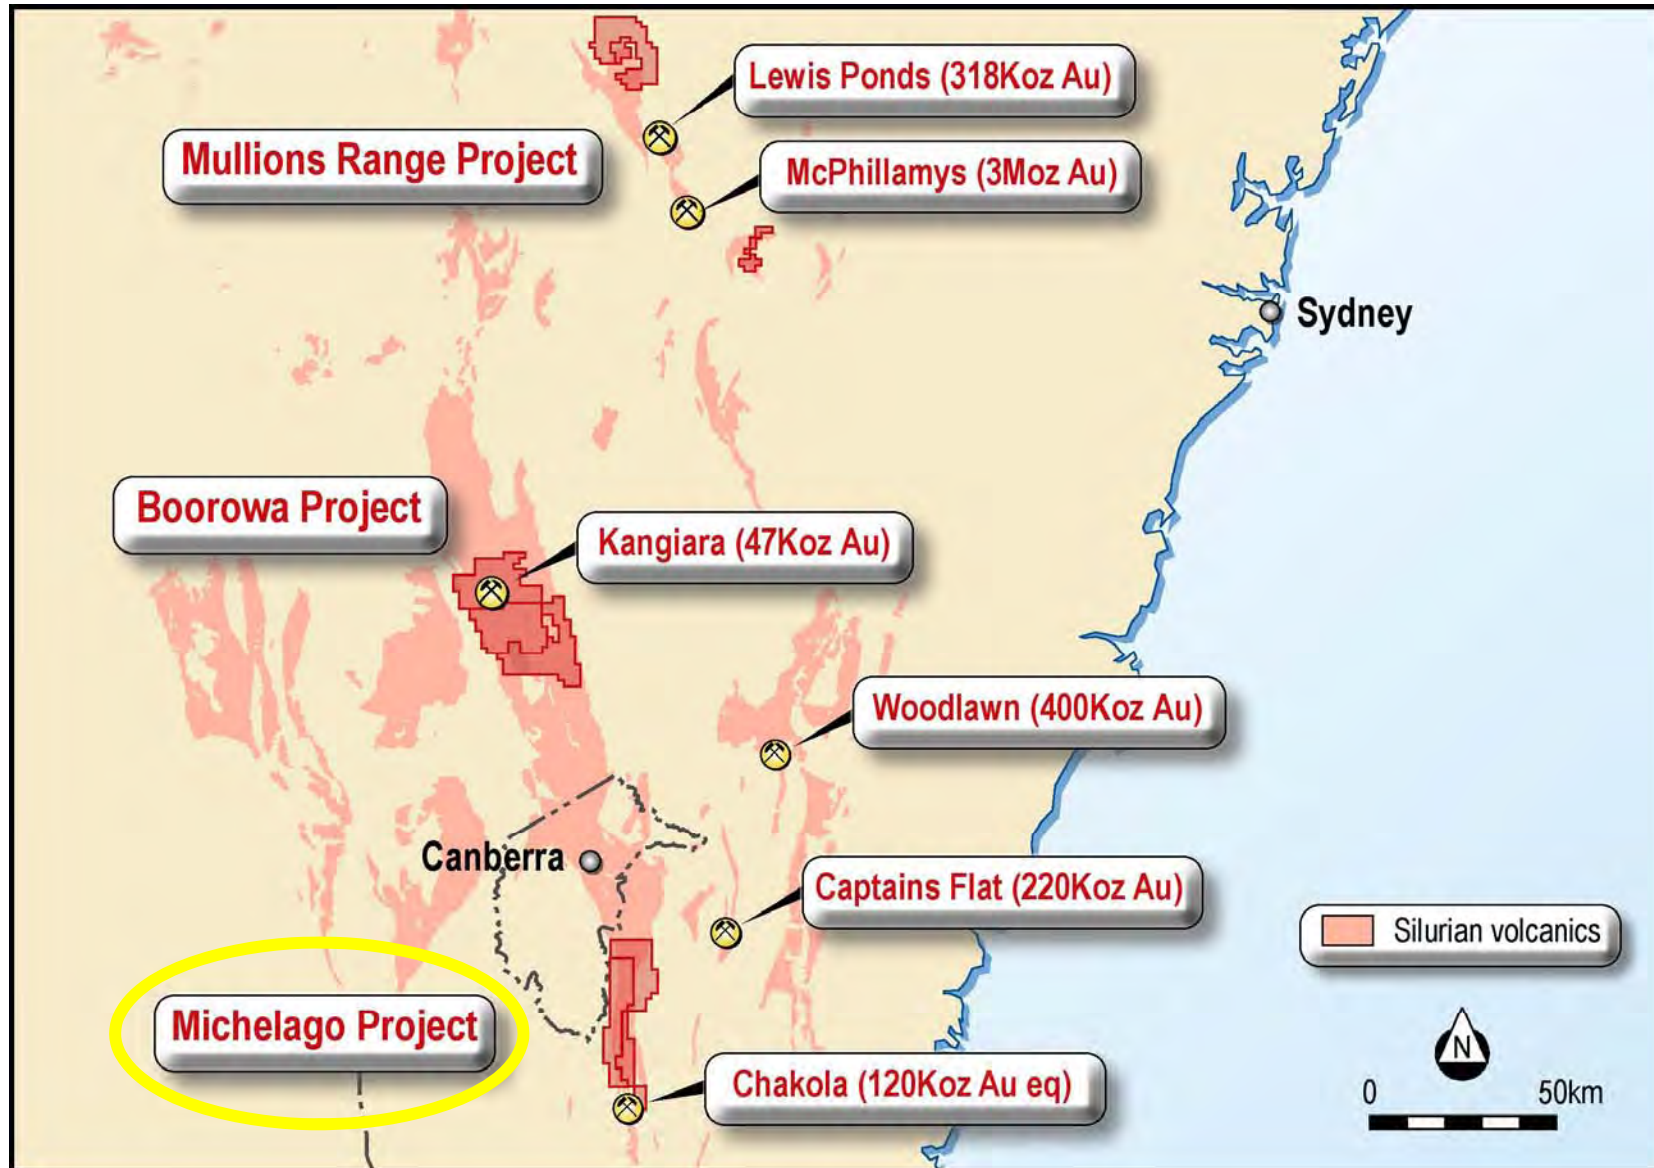 Lewis Ponds (318Koz Au)
Mullions Range Project
McPhillamys (3Moz Au)
Sydney
Boorowa Project
Kangiara (47Koz Au)
Woodlawn (400Koz Au)
Canberra
Captains Flat (220Koz Au)
Silurian volcanics
Michelago Project
Chakola (120Koz Au eq)
N
0 50km